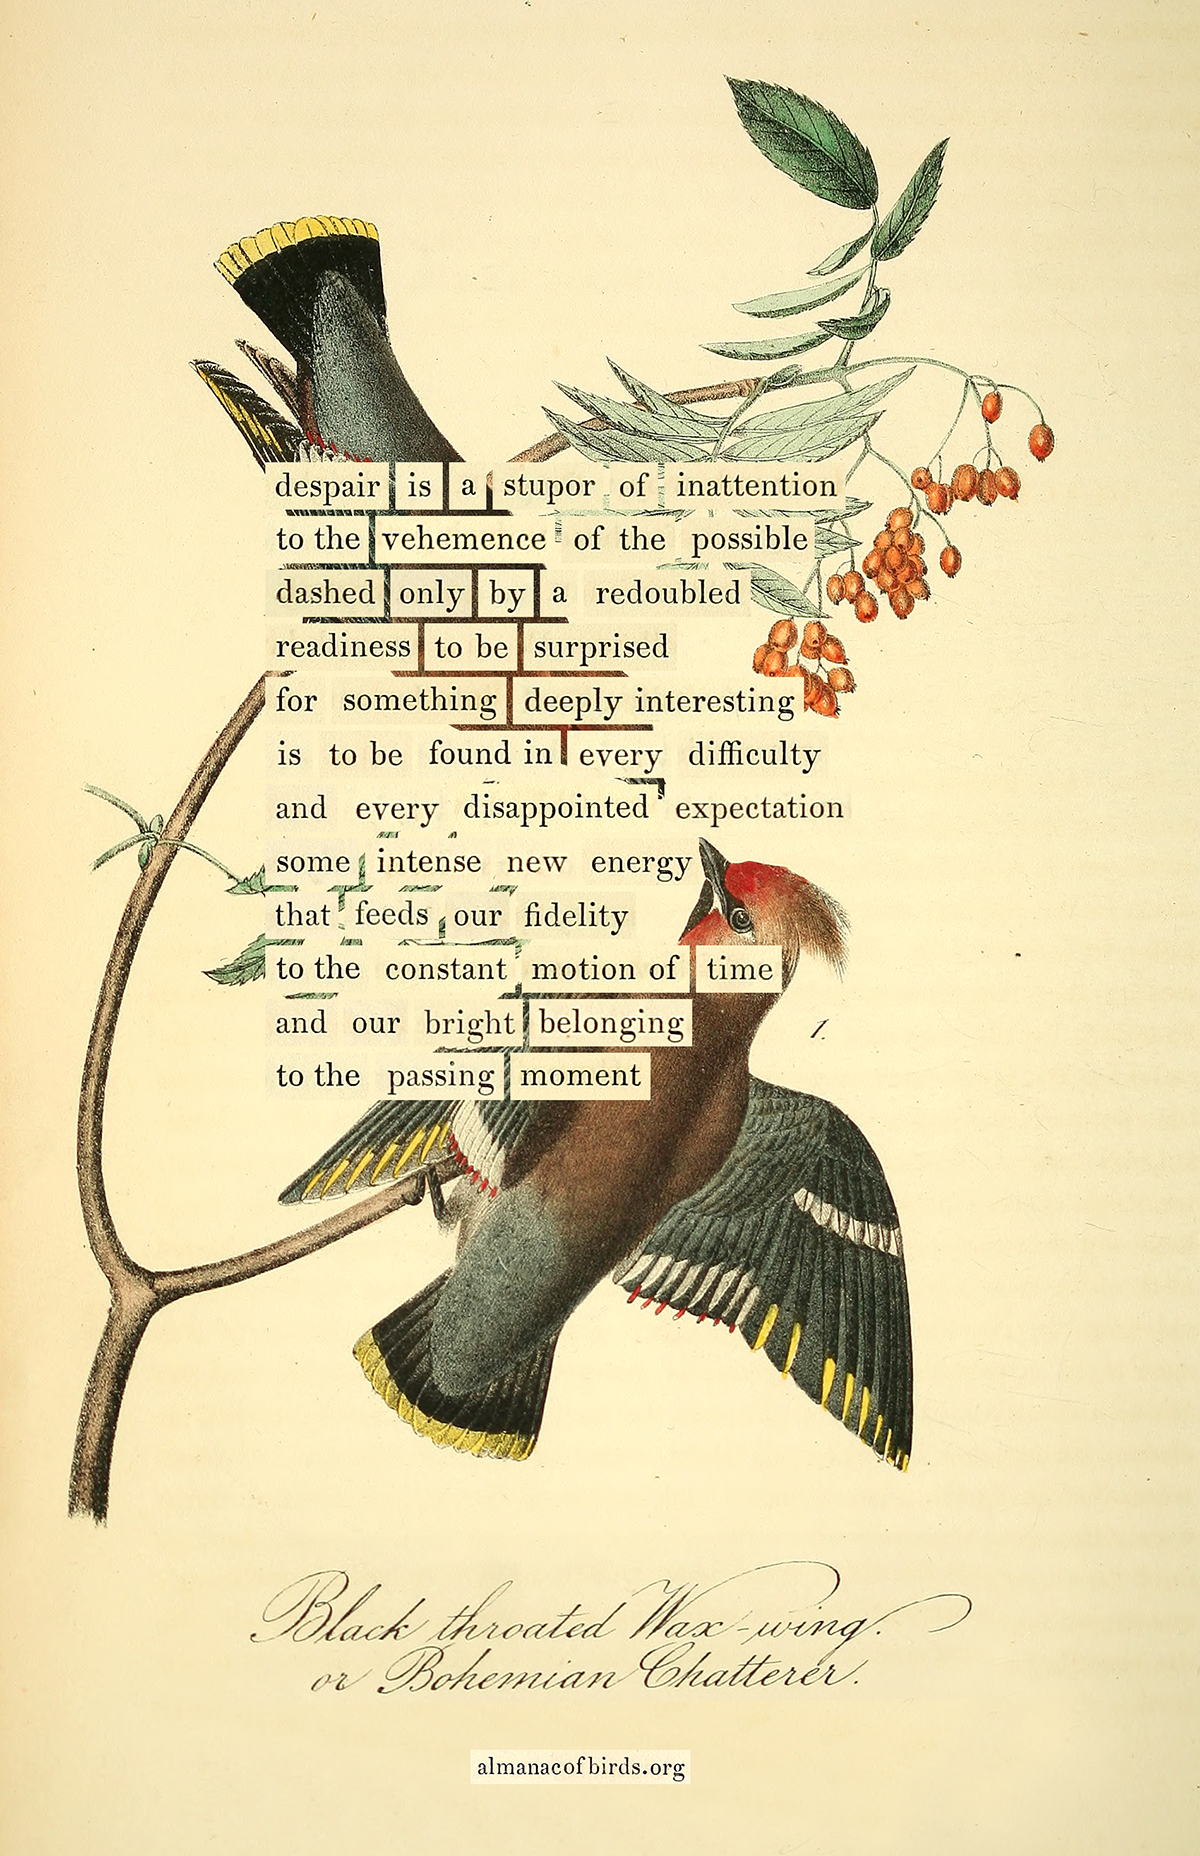 despair is a stupor of inattention
to the vehemence of the possible
dashed only by a redoubled
readiness to be surprised
for something deeply interesting
is to be found in every difficulty
and every disappointed expectation
some intense new energy
that feeds our fidelity
to the constant motion of time
and our bright belonging
to the passing moment
1.
Black throated Wax-wing.
or Bohemian Chatterer.
almanacofbirds.org